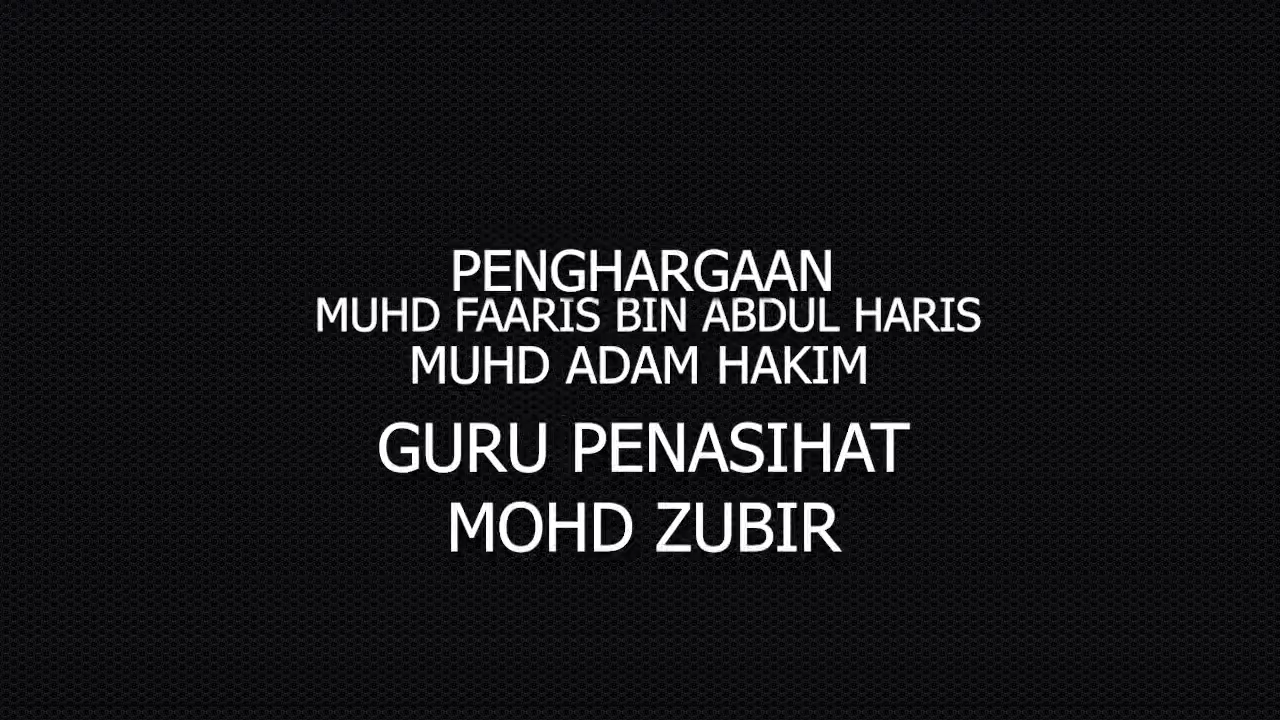 PENGHARGAAN
MUHD FAARIS BIN ABDUL HARIS
MUHD ADAM HAKIM
GURU PENASIHAT
MOHD ZUBIR